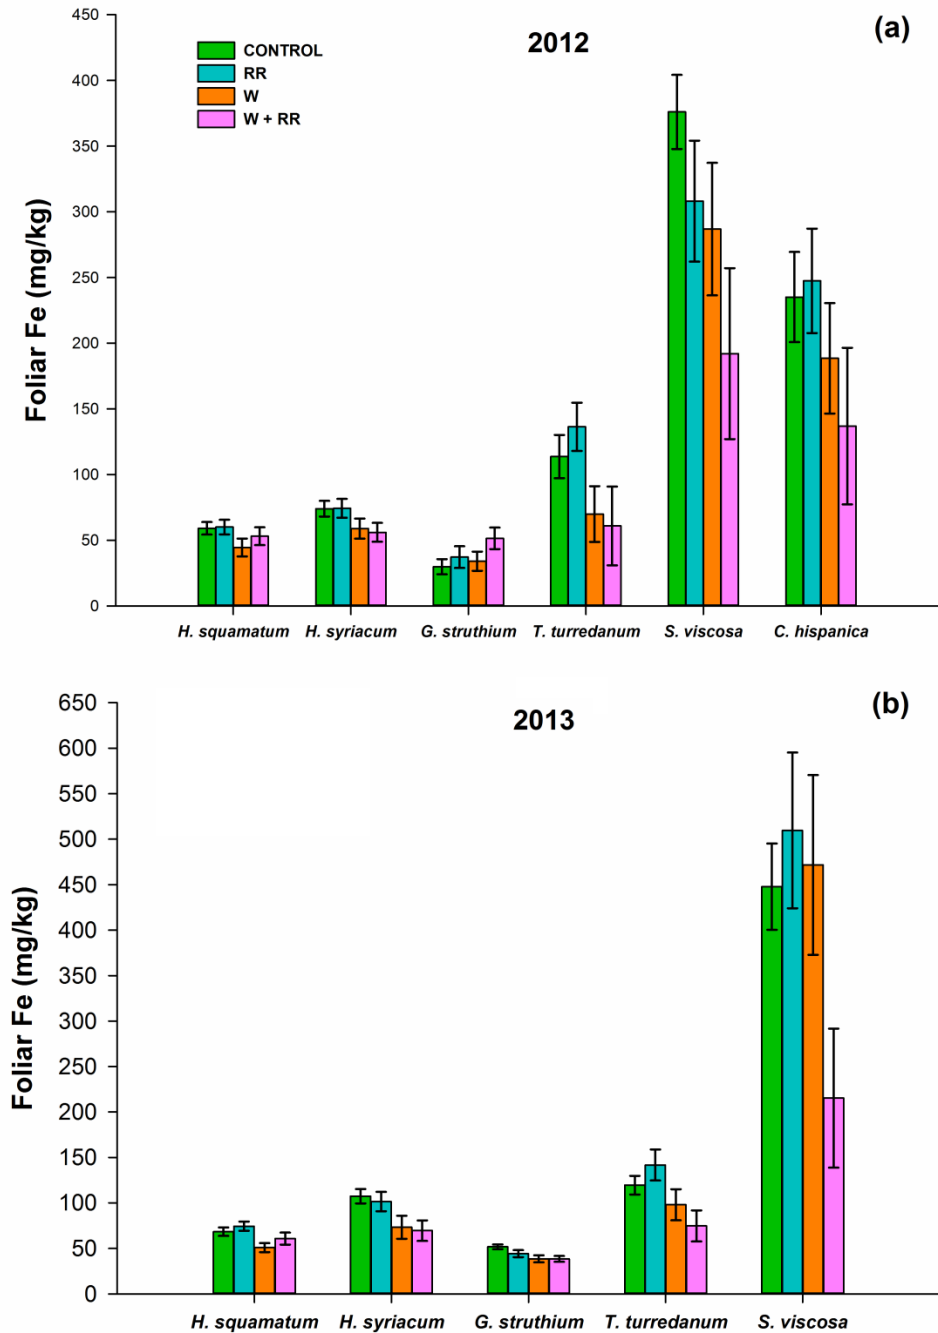 (a)
2012
CONTROL
RR
W
W + RR
Foliar Fe (mg/kg)
450
400
350
300
250
200
150
100
50
0
H. squamatum H. syriacum G. struthium T. turredanum S. viscosa C. hispanica
(b)
2013
Foliar Fe (mg/kg)
650
600
550
500
450
400
350
300
250
200
150
100
50
0
H. squamatum H. syriacum G. struthium T. turredanum S. viscosa